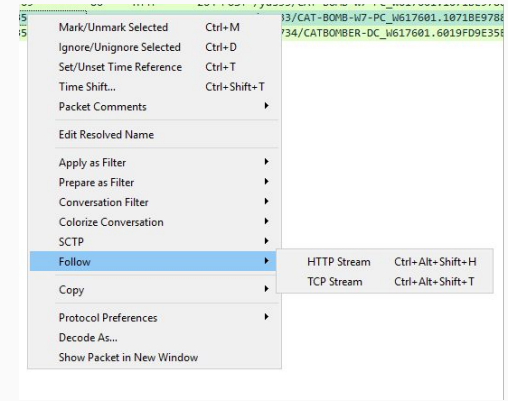 33/CAT-BOMB-W7-PC_W617601.1071BE978
Mark/Unmark Selected Ctrl+M
734/CATBOMBER-DC_W617601.6019FD9E35E
Ignore/Unignore Selected Ctrl+D
Set/Unset Time Reference Ctrl+T
Time Shift... Ctrl+Shift+T
Packet Comments
Edit Resolved Name
Apply as Filter
Prepare as Filter
Conversation Filter
Colorize Conversation
SCTP
Follow
HTTP Stream Ctrl+Alt+Shift+H
TCP Stream Ctrl+Alt+Shift+T
Copy
Protocol Preferences
Decode As...
Show Packet in New Window